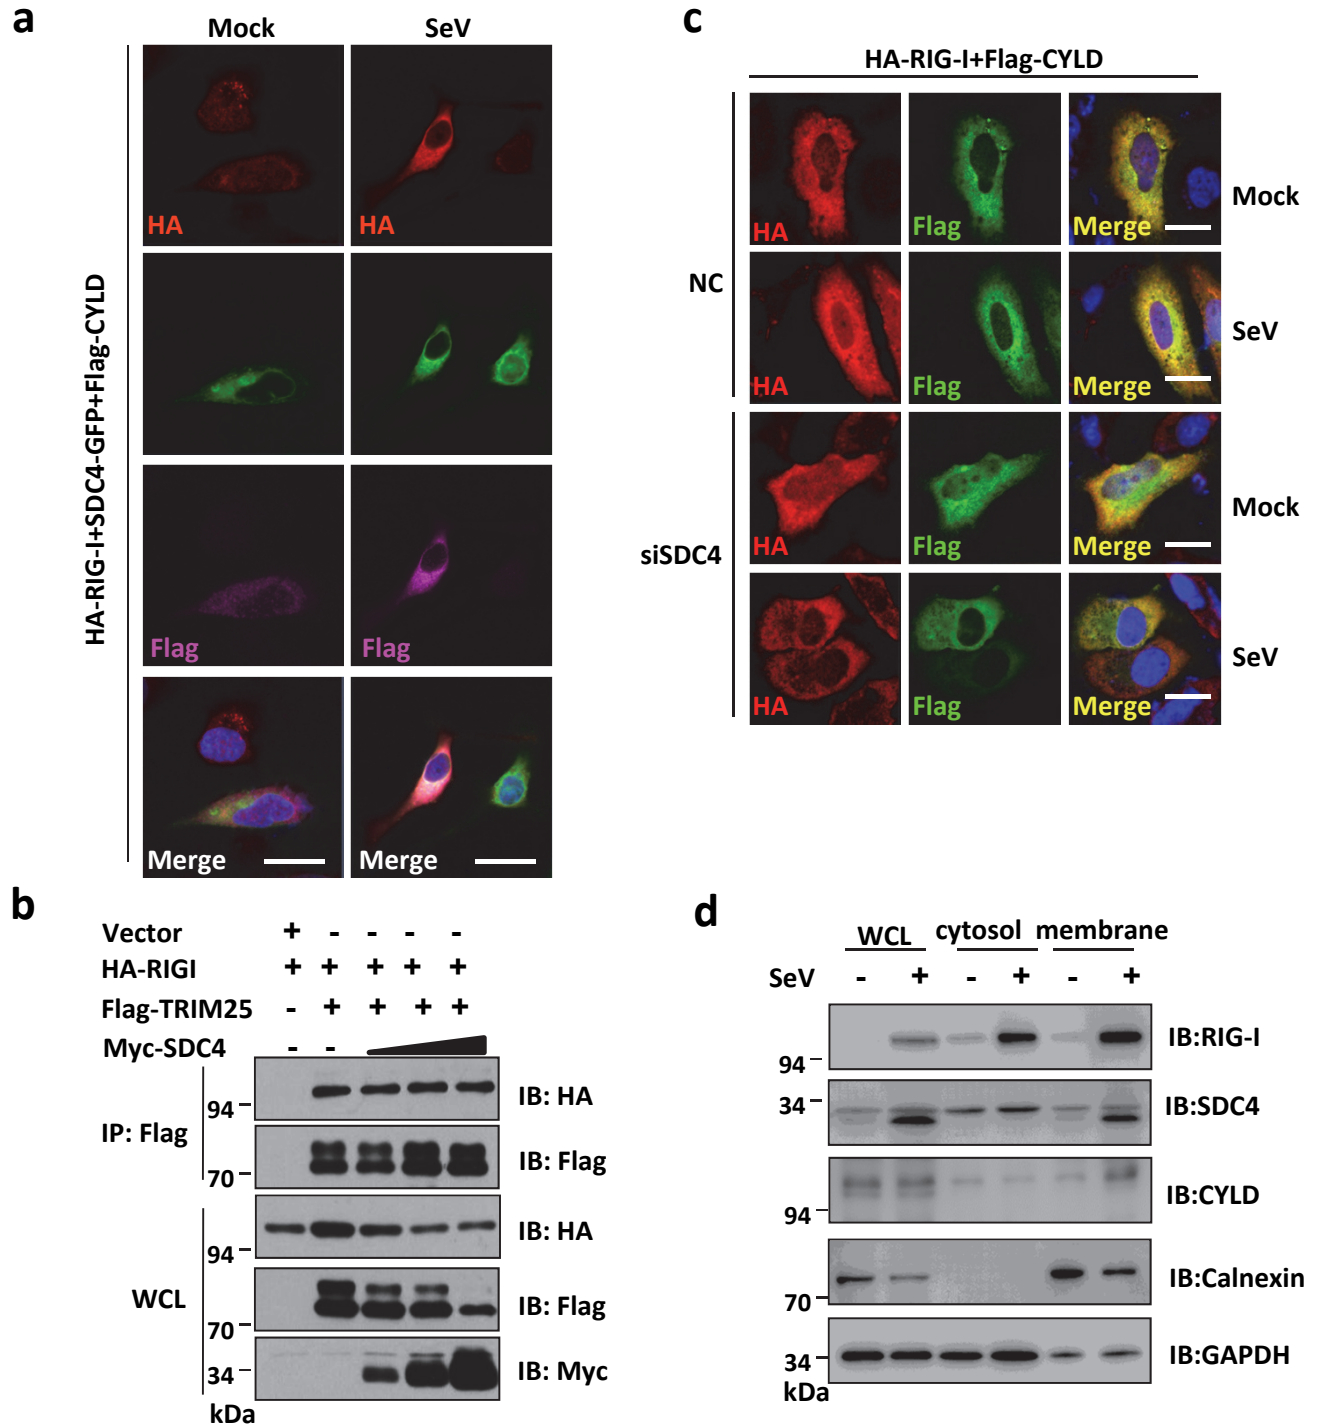 a
Mock SeV
HA-RIG-I+SDC4-GFP+Flag-CYLD
HA HA
Flag Flag
Merge Merge
b
Vector + - - - -
HA-RIGI + + + + +
Flag-TRIM25 - + + + +
Myc-SDC4 - -
IP: Flag
94 IB: HA
70 IB: Flag
WCL
94 IB: HA
70 IB: Flag
34 IB: Myc
kDa
c
HA-RIG-I+Flag-CYLD
NC
HA Flag Merge Mock
HA Flag Merge SeV
siSDC4
HA Flag Merge Mock
HA Flag Merge SeV
d
WCL cytosol membrane
SeV - + - + - +
94 IB:RIG-I
34 IB:SDC4
94 IB:CYLD
70 IB:Calnexin
34 IB:GAPDH
kDa